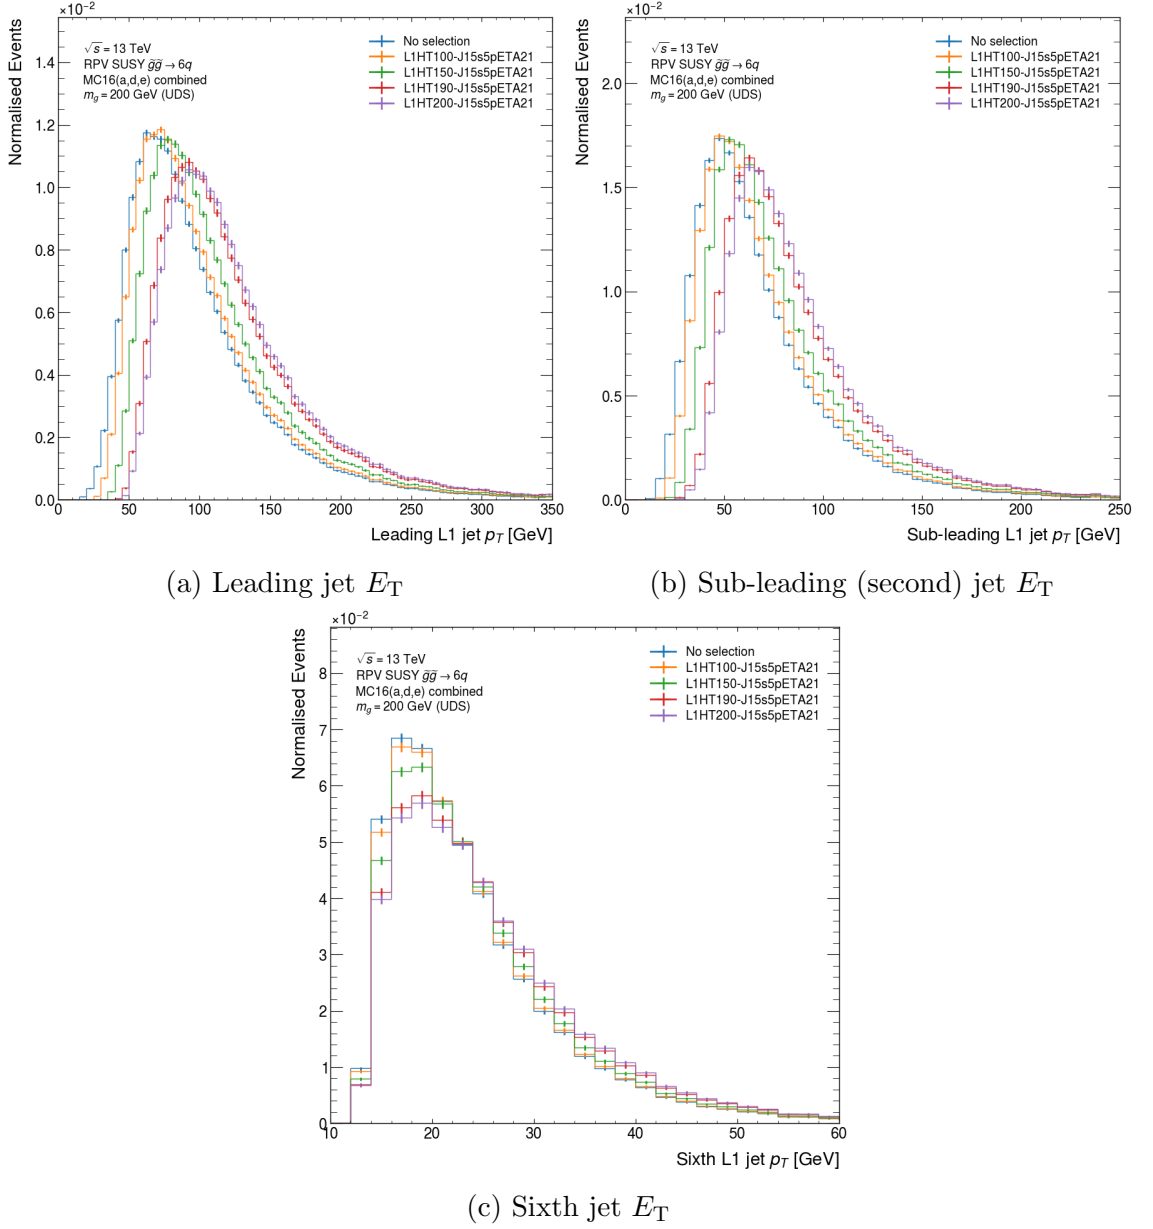 ×10⁻²
Normalised Events
√s = 13 TeV
RPV SUSY g̃g̃ → 6q
MC16(a,d,e) combined
m_g = 200 GeV (UDS)
No selection
L1HT100-J15s5pETA21
L1HT150-J15s5pETA21
L1HT190-J15s5pETA21
L1HT200-J15s5pETA21
1.4
1.2
1.0
0.8
0.6
0.4
0.2
0.0
0 50 100 150 200 250 300 350
Leading L1 jet p_T [GeV]
(a) Leading jet E_T
×10⁻²
Normalised Events
√s = 13 TeV
RPV SUSY g̃g̃ → 6q
MC16(a,d,e) combined
m_g = 200 GeV (UDS)
No selection
L1HT100-J15s5pETA21
L1HT150-J15s5pETA21
L1HT190-J15s5pETA21
L1HT200-J15s5pETA21
2.0
1.5
1.0
0.5
0.0
0 50 100 150 200 250
Sub-leading L1 jet p_T [GeV]
(b) Sub-leading (second) jet E_T
×10⁻²
Normalised Events
√s = 13 TeV
RPV SUSY g̃g̃ → 6q
MC16(a,d,e) combined
m_g = 200 GeV (UDS)
No selection
L1HT100-J15s5pETA21
L1HT150-J15s5pETA21
L1HT190-J15s5pETA21
L1HT200-J15s5pETA21
8
7
6
5
4
3
2
1
0
10 20 30 40 50 60
Sixth L1 jet p_T [GeV]
(c) Sixth jet E_T